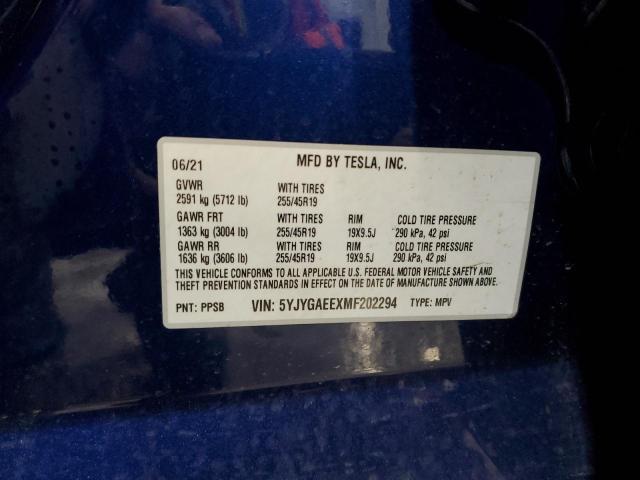 06/21 MFD BY TESLA, INC.
GVWR WITH TIRES
2591 kg (5712 lb) 255/45R19
GAWR FRT WITH TIRES RIM COLD TIRE PRESSURE
1363 kg (3004 lb) 255/45R19 19X9.5J 290 kPa, 42 psi
GAWR RR WITH TIRES RIM COLD TIRE PRESSURE
1636 kg (3606 lb) 255/45R19 19X9.5J 290 kPa, 42 psi
THIS VEHICLE CONFORMS TO ALL APPLICABLE U.S. FEDERAL MOTOR VEHICLE SAFETY AND
THEFT PREVENTION STANDARDS IN EFFECT ON THE DATE OF MANUFACTURE SHOWN ABOVE.
PNT: PPSB VIN: 5YJYGAEEXMF202294 TYPE: MPV